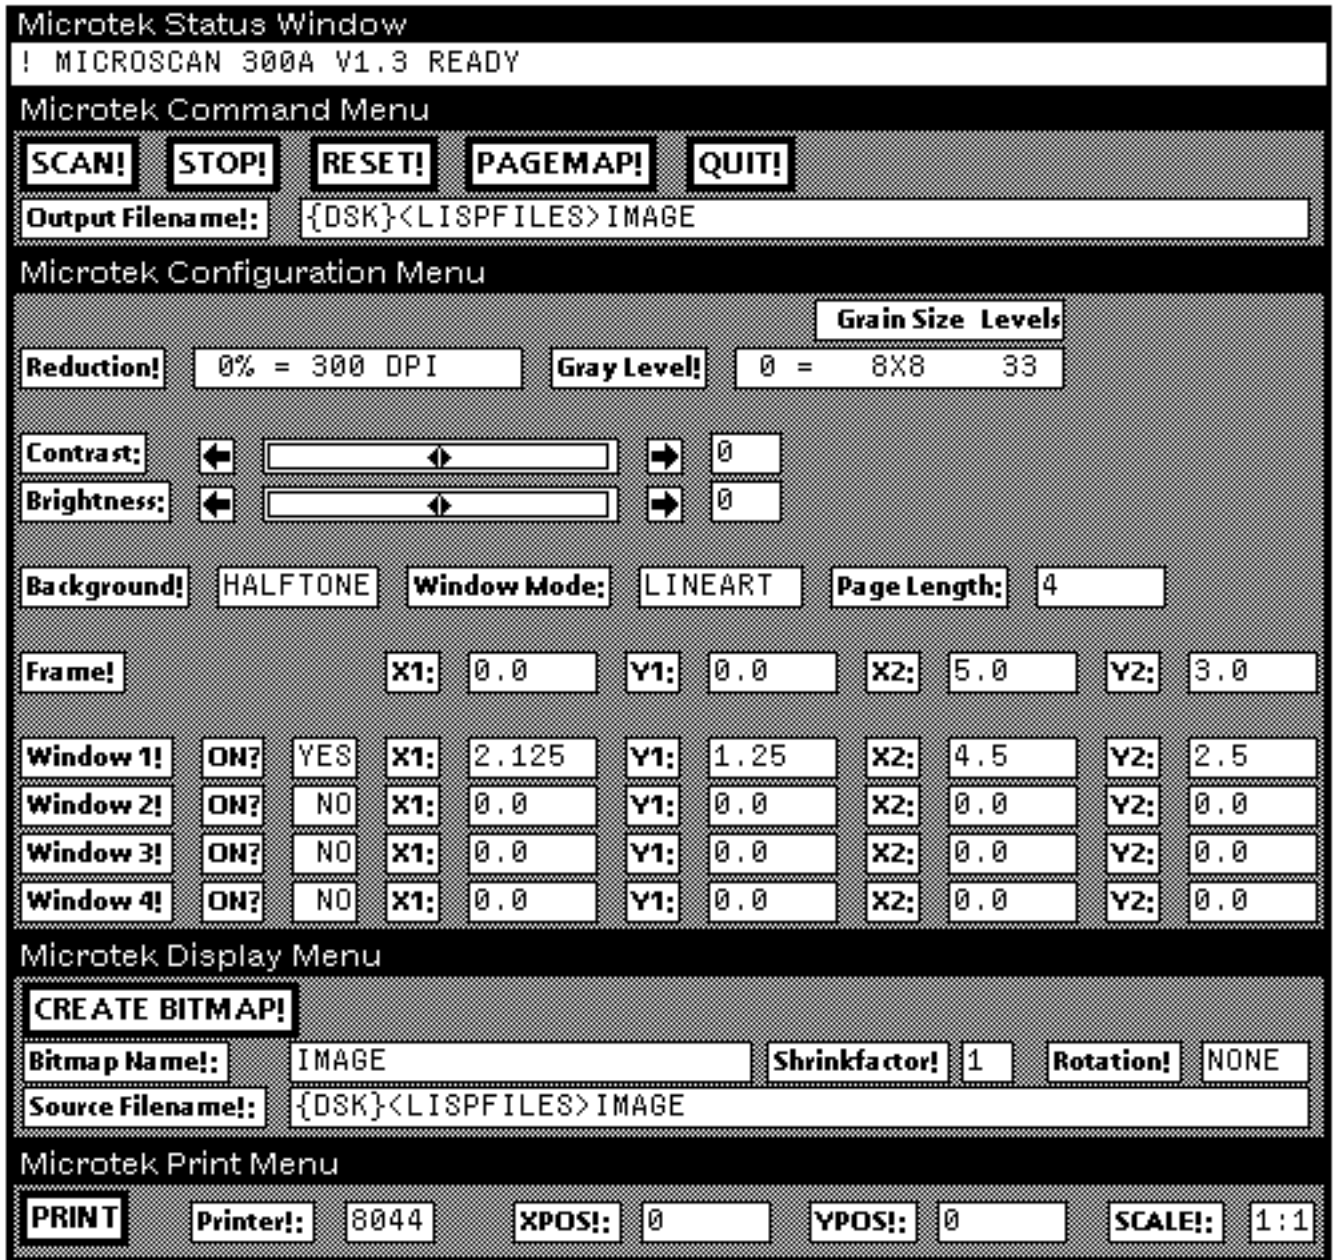 Microtek Status Window
! MICROSCAN 300A V1.3 READY
Microtek Command Menu
SCAN! STOP! RESET! PAGEMAP! QUIT!
Output Filename!: {DSK}<LISPFILES>IMAGE
Microtek Configuration Menu
Grain Size Levels
Reduction! 0% = 300 DPI Gray Level! 0 = 8X8 33
Contrast: 0
Brightness: 0
Background! HALFTONE Window Mode: LINEART Page Length: 4
Frame! X1: 0.0 Y1: 0.0 X2: 5.0 Y2: 3.0
Window 1! ON? YES X1: 2.125 Y1: 1.25 X2: 4.5 Y2: 2.5
Window 2! ON? NO X1: 0.0 Y1: 0.0 X2: 0.0 Y2: 0.0
Window 3! ON? NO X1: 0.0 Y1: 0.0 X2: 0.0 Y2: 0.0
Window 4! ON? NO X1: 0.0 Y1: 0.0 X2: 0.0 Y2: 0.0
Microtek Display Menu
CREATE BITMAP!
Bitmap Name!: IMAGE Shrinkfactor! 1 Rotation! NONE
Source Filename!: {DSK}<LISPFILES>IMAGE
Microtek Print Menu
PRINT Printer!: 8044 XPOS!: 0 YPOS!: 0 SCALE!: 1:1